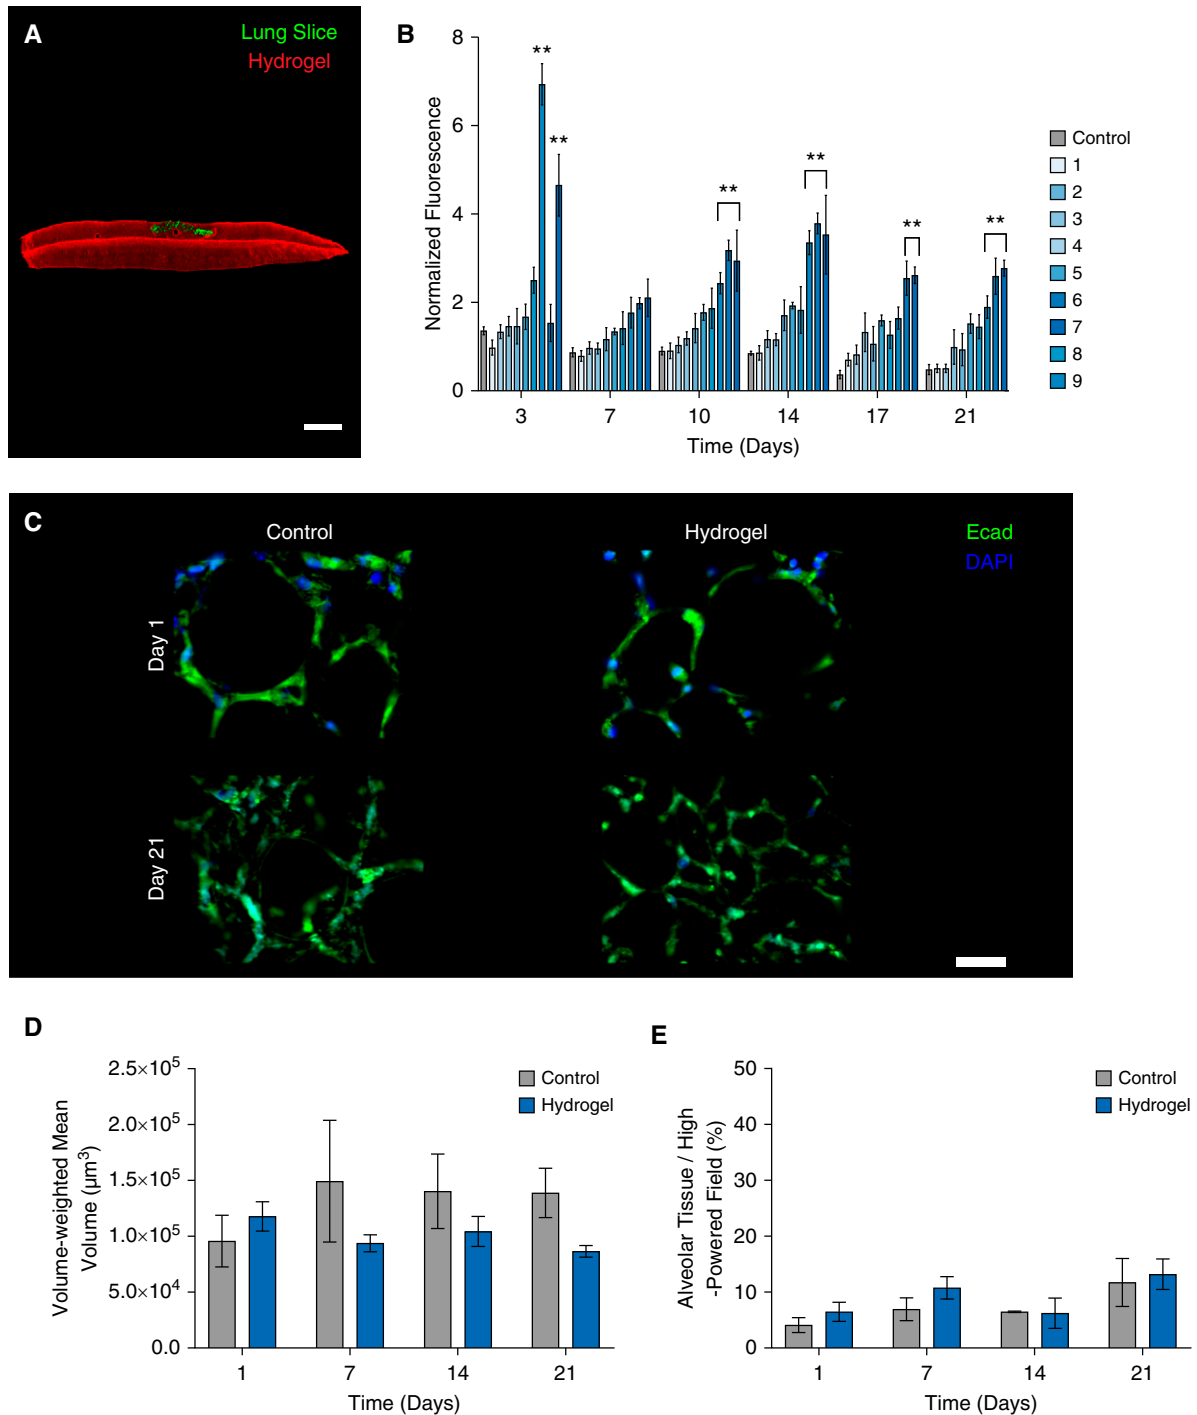 A
Lung Slice
Hydrogel
B
Normalized Fluorescence
8
6
4
2
0
**
**
**
**
**
**
3
7
10
14
17
21
Time (Days)
Control
1
2
3
4
5
6
7
8
9
C
Control
Hydrogel
Ecad
DAPI
Day 1
Day 21
D
Volume-weighted Mean
Volume (µm³)
2.5×10⁵
2.0×10⁵
1.5×10⁵
1.0×10⁵
5.0×10⁴
0.0
Control
Hydrogel
1
7
14
21
Time (Days)
E
Alveolar Tissue / High
-Powered Field (%)
50
40
30
20
10
0
Control
Hydrogel
1
7
14
21
Time (Days)